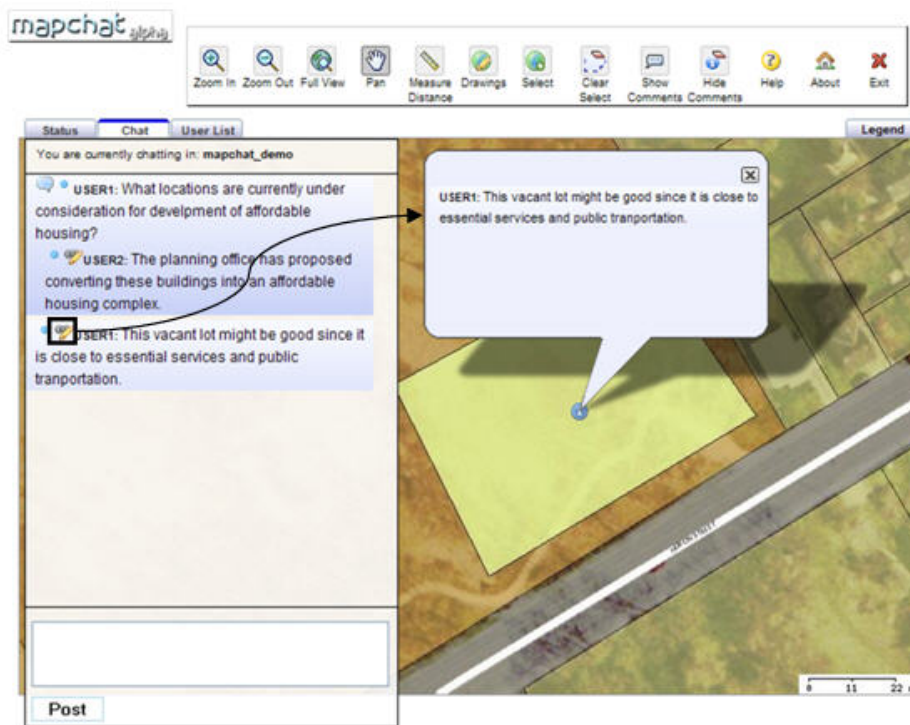 mapchat alpha
Zoom In Zoom Out Full View Pan Measure Distance Drawings Select Clear Select Show Comments Hide Comments Help About Exit
Status Chat User List
Legend
You are currently chatting in: mapchat_demo
USER1: What locations are currently under
consideration for develpment of affordable
housing?
USER2: The planning office has proposed
converting these buildings into an affordable
housing complex.
USER1: This vacant lot might be good since it
is close to essential services and public
tranportation.
USER1: This vacant lot might be good since it is close to
essential services and public tranportation.
0 11 22
Post